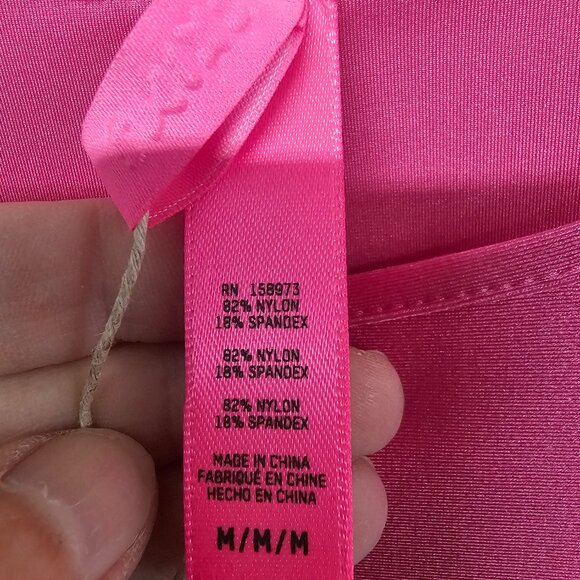 RN 158973
82% NYLON
18% SPANDEX
82% NYLON
18% SPANDEX
82% NYLON
18% SPANDEX
MADE IN CHINA
FABRIQUÉ EN CHINE
HECHO EN CHINA
M/M/M